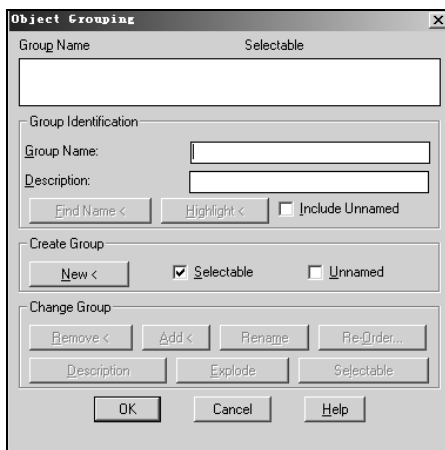 Object Grouping
Group Name Selectable
Group Identification
Group Name:
Description:
Find Name < Highlight < Include Unnamed
Create Group
New < Selectable Unnamed
Change Group
Remove < Add < Rename Re-Order...
Description Explode Selectable
OK Cancel Help